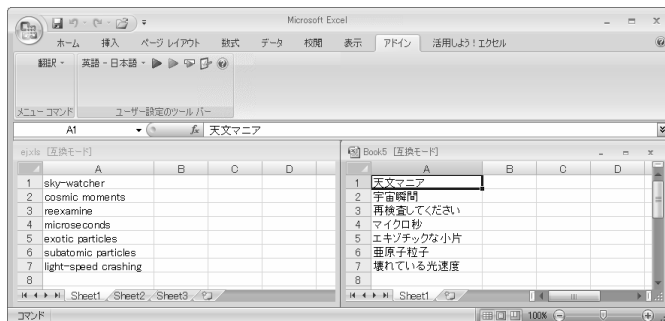 Microsoft Excel
ホーム 挿入 ページ レイアウト 数式 データ 校閲 表示 アドイン 活用しよう！エクセル
翻訳 英語 - 日本語
メニュー コマンド ユーザー設定のツール バー
A1 fx 天文マニア
ej.xls [互換モード] Book5 [互換モード]
A B C D
1 sky-watcher
2 cosmic moments
3 reexamine
4 microseconds
5 exotic particles
6 subatomic particles
7 light-speed crashing
8
Sheet1 Sheet2 Sheet3
A B C D
1 天文マニア
2 宇宙瞬間
3 再検査してください
4 マイクロ秒
5 エキゾチックな小片
6 亜原子粒子
7 壊れている光速度
8
Sheet1
コマンド 100%